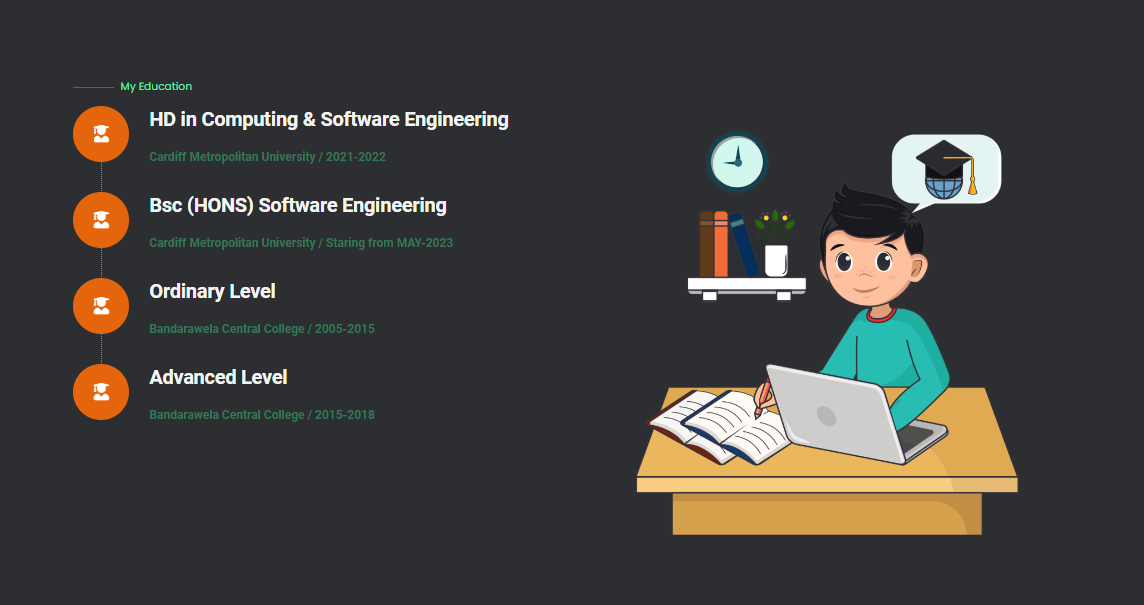 My Education
HD in Computing & Software Engineering
Cardiff Metropolitan University / 2021-2022
Bsc (HONS) Software Engineering
Cardiff Metropolitan University / Staring from MAY-2023
Ordinary Level
Bandarawela Central College / 2005-2015
Advanced Level
Bandarawela Central College / 2015-2018